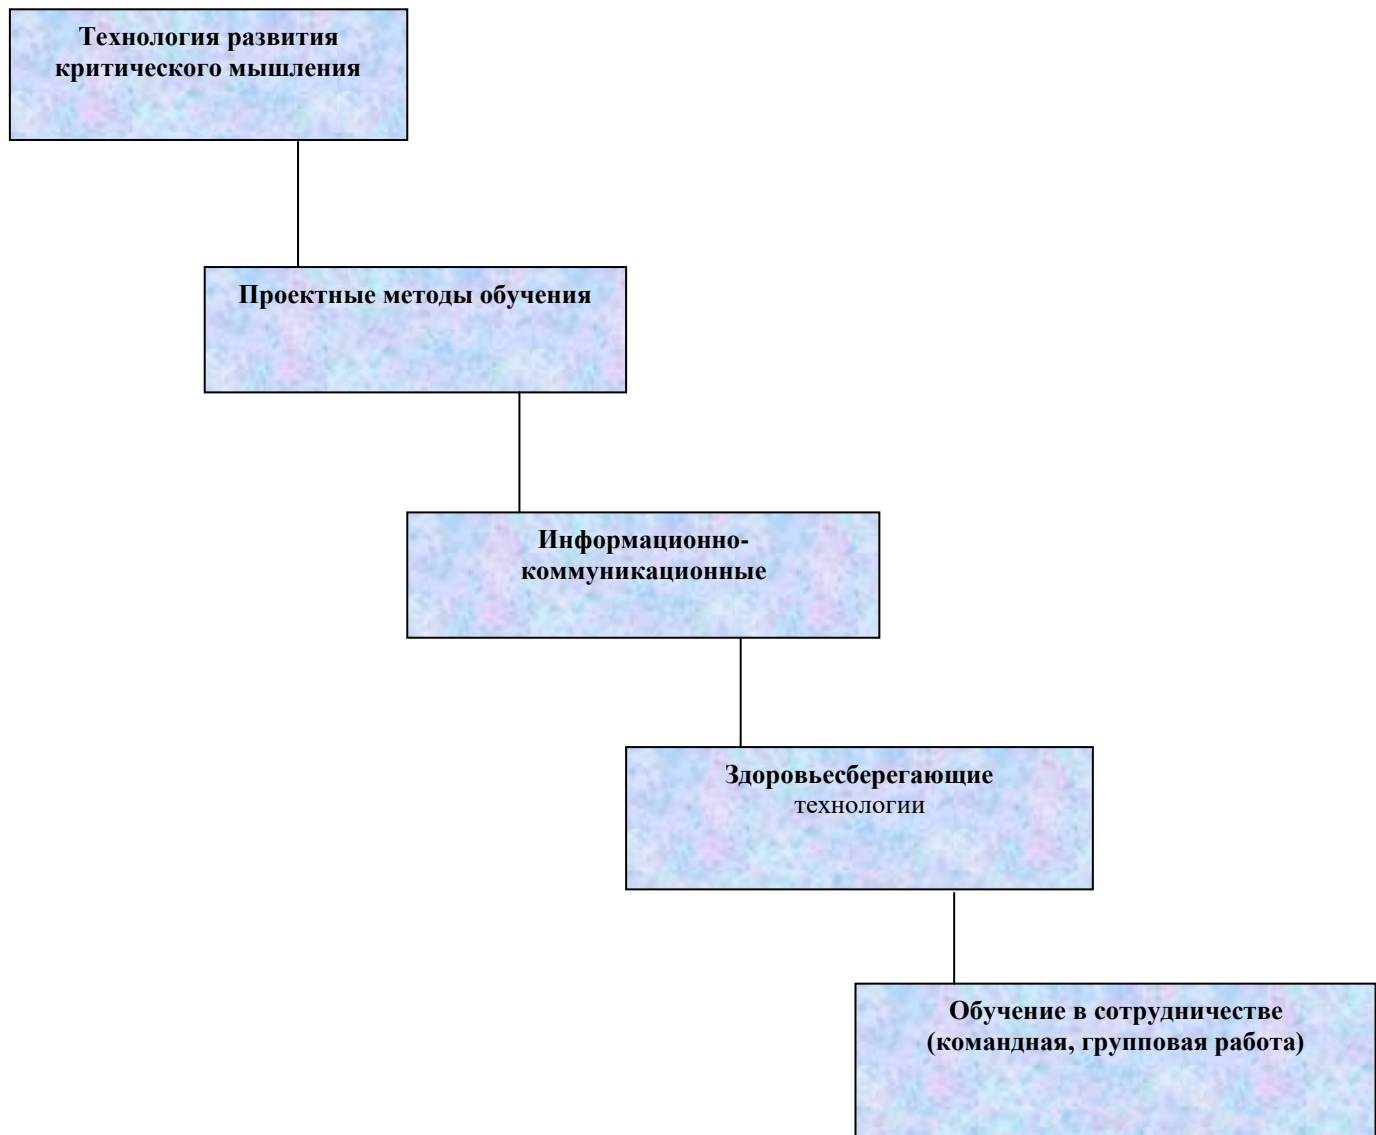 Технология развития
критического мышления
Проектные методы обучения
Информационно-
коммуникационные
Здоровьесберегающие
технологии
Обучение в сотрудничестве
(командная, групповая работа)